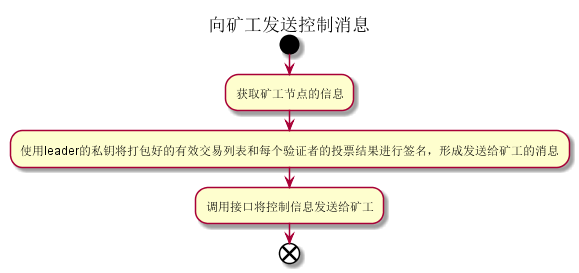 向矿工发送控制消息
获取矿工节点的信息
使用leader的私钥将打包好的有效交易列表和每个验证者的投票结果进行签名，形成发送给矿工的消息
调用接口将控制信息发送给矿工